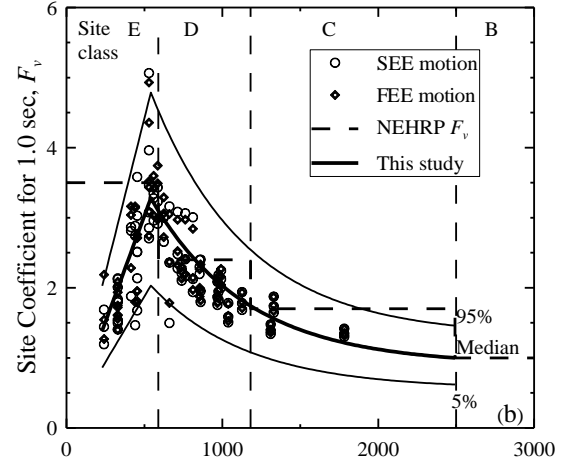 6
Site class
E
D
C
B
SEE motion
FEE motion
NEHRP Fv
This study
4
2
0
Site Coefficient for 1.0 sec, Fv
95%
Median
5%
(b)
0
1000
2000
3000